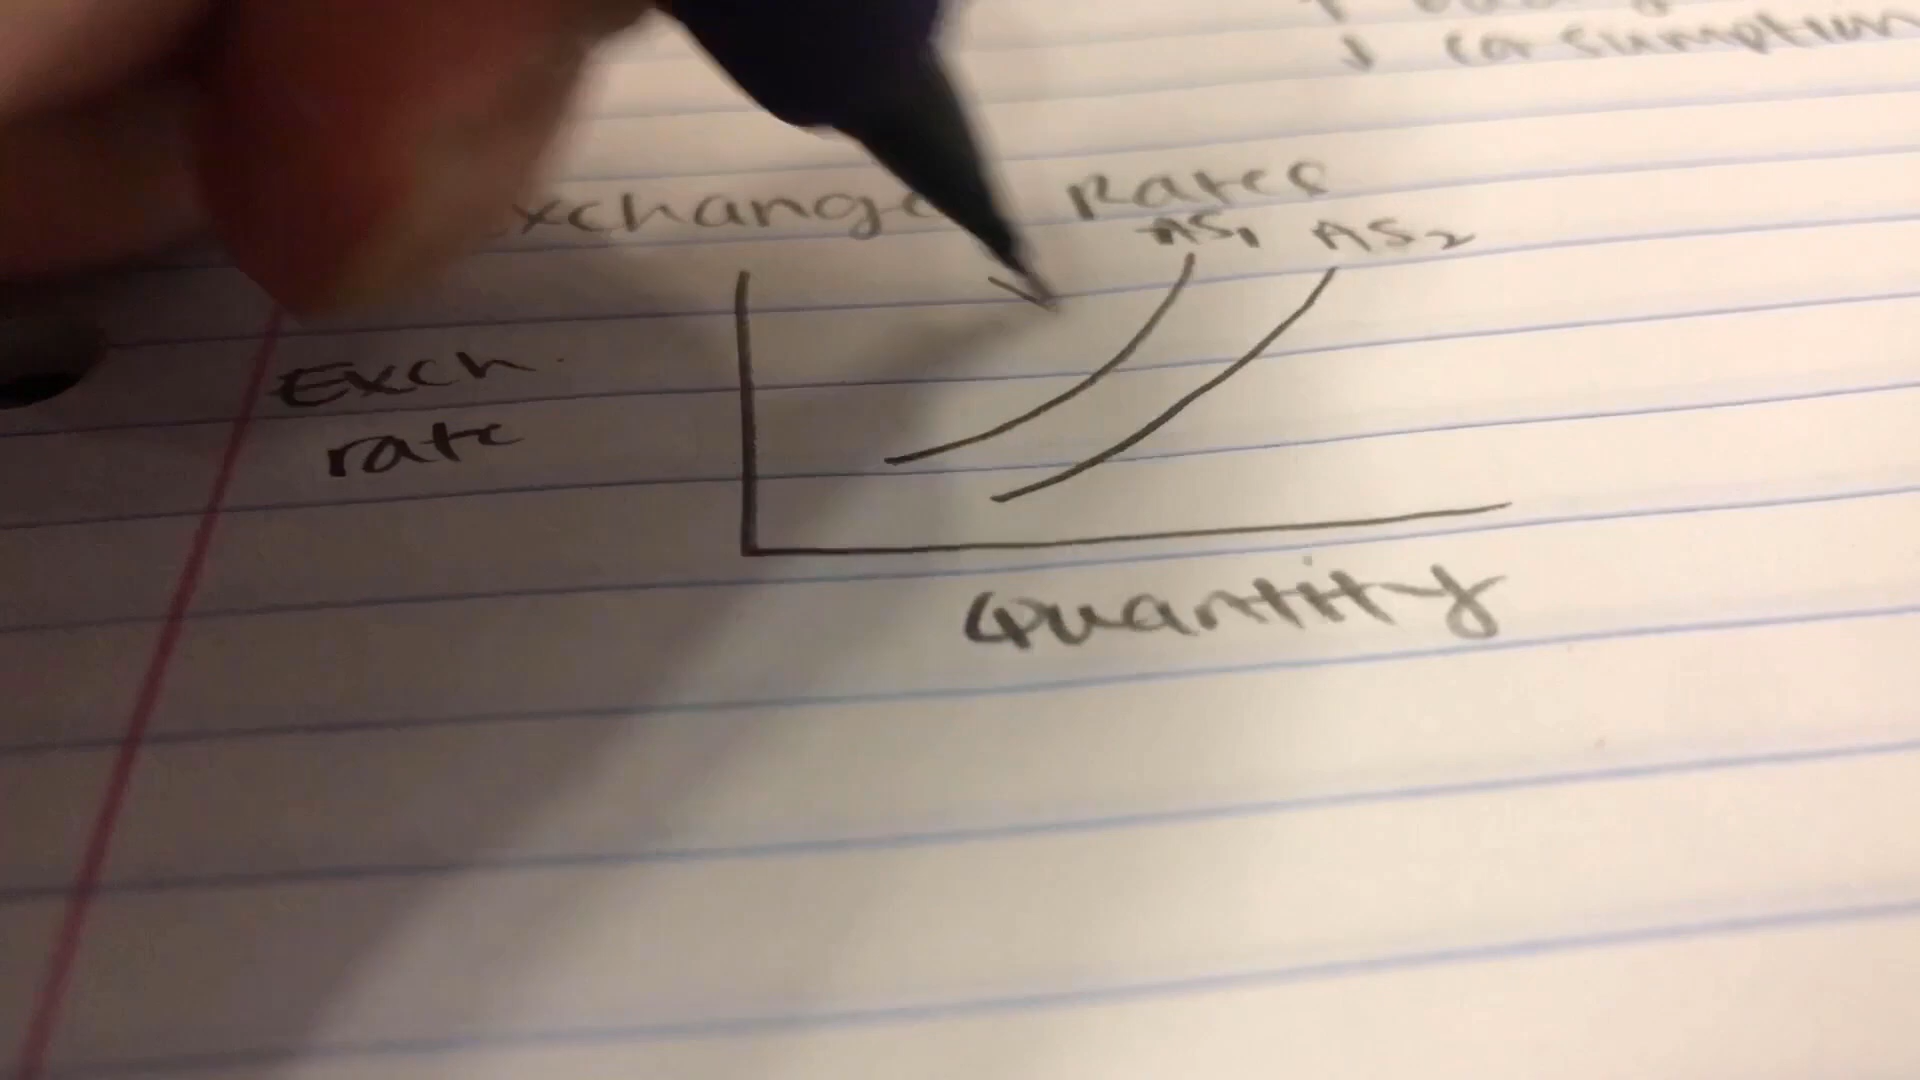 ↓ consumption
Exchange Rates
AS₁ AS₂
Exch
rate
Quantity